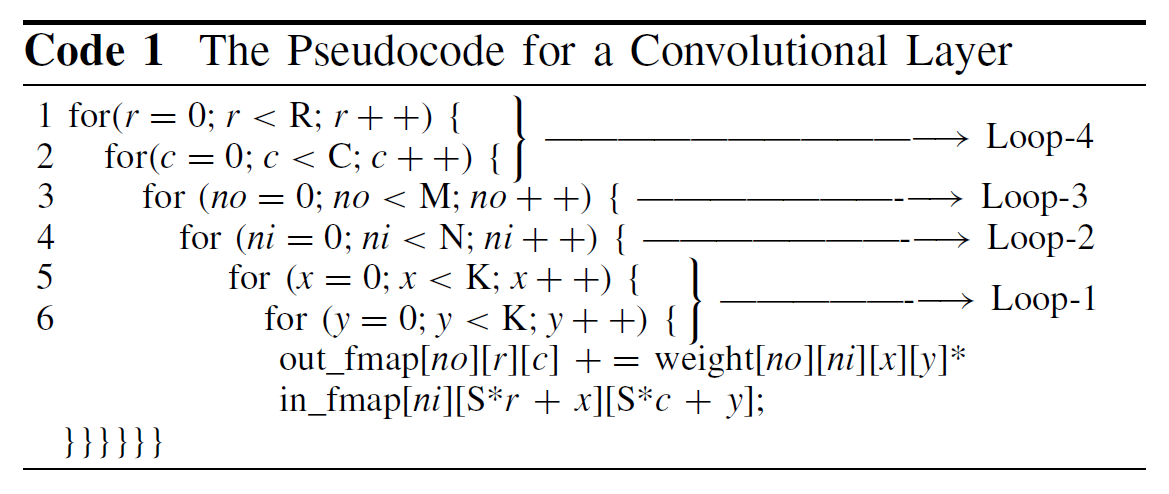 Code 1 The Pseudocode for a Convolutional Layer
1 for(r = 0; r < R; r + +) { ⟶ Loop-4
2 for(c = 0; c < C; c + +) {
3 for (no = 0; no < M; no + +) { ⟶ Loop-3
4 for (ni = 0; ni < N; ni + +) { ⟶ Loop-2
5 for (x = 0; x < K; x + +) { ⟶ Loop-1
6 for (y = 0; y < K; y + +) {
out_fmap[no][r][c] + = weight[no][ni][x][y]*
in_fmap[ni][S*r + x][S*c + y];
} } } } } }